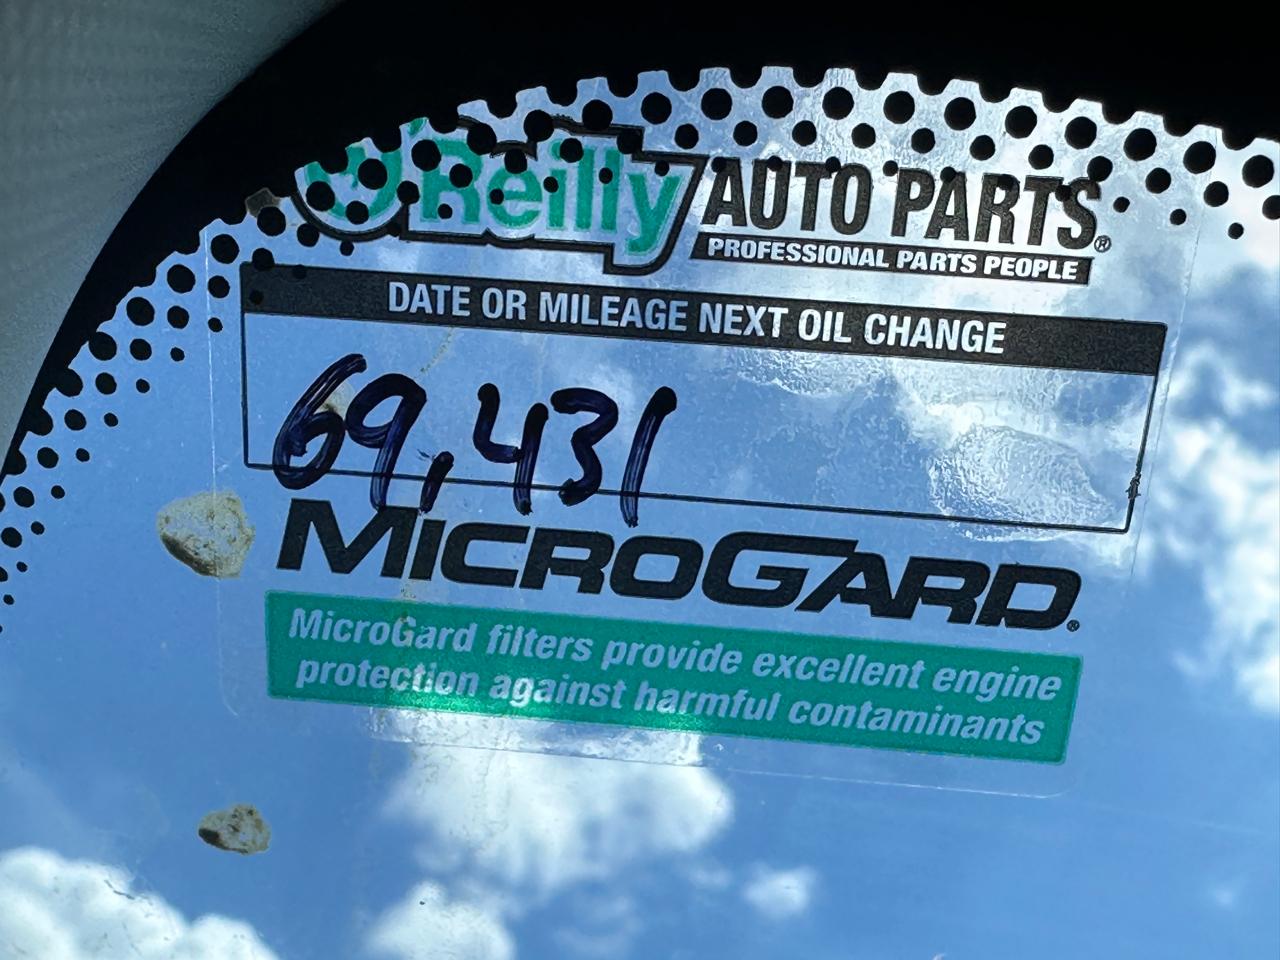 O'Reilly AUTO PARTS®
PROFESSIONAL PARTS PEOPLE
DATE OR MILEAGE NEXT OIL CHANGE
69,431
MICROGARD®
MicroGard filters provide excellent engine
protection against harmful contaminants